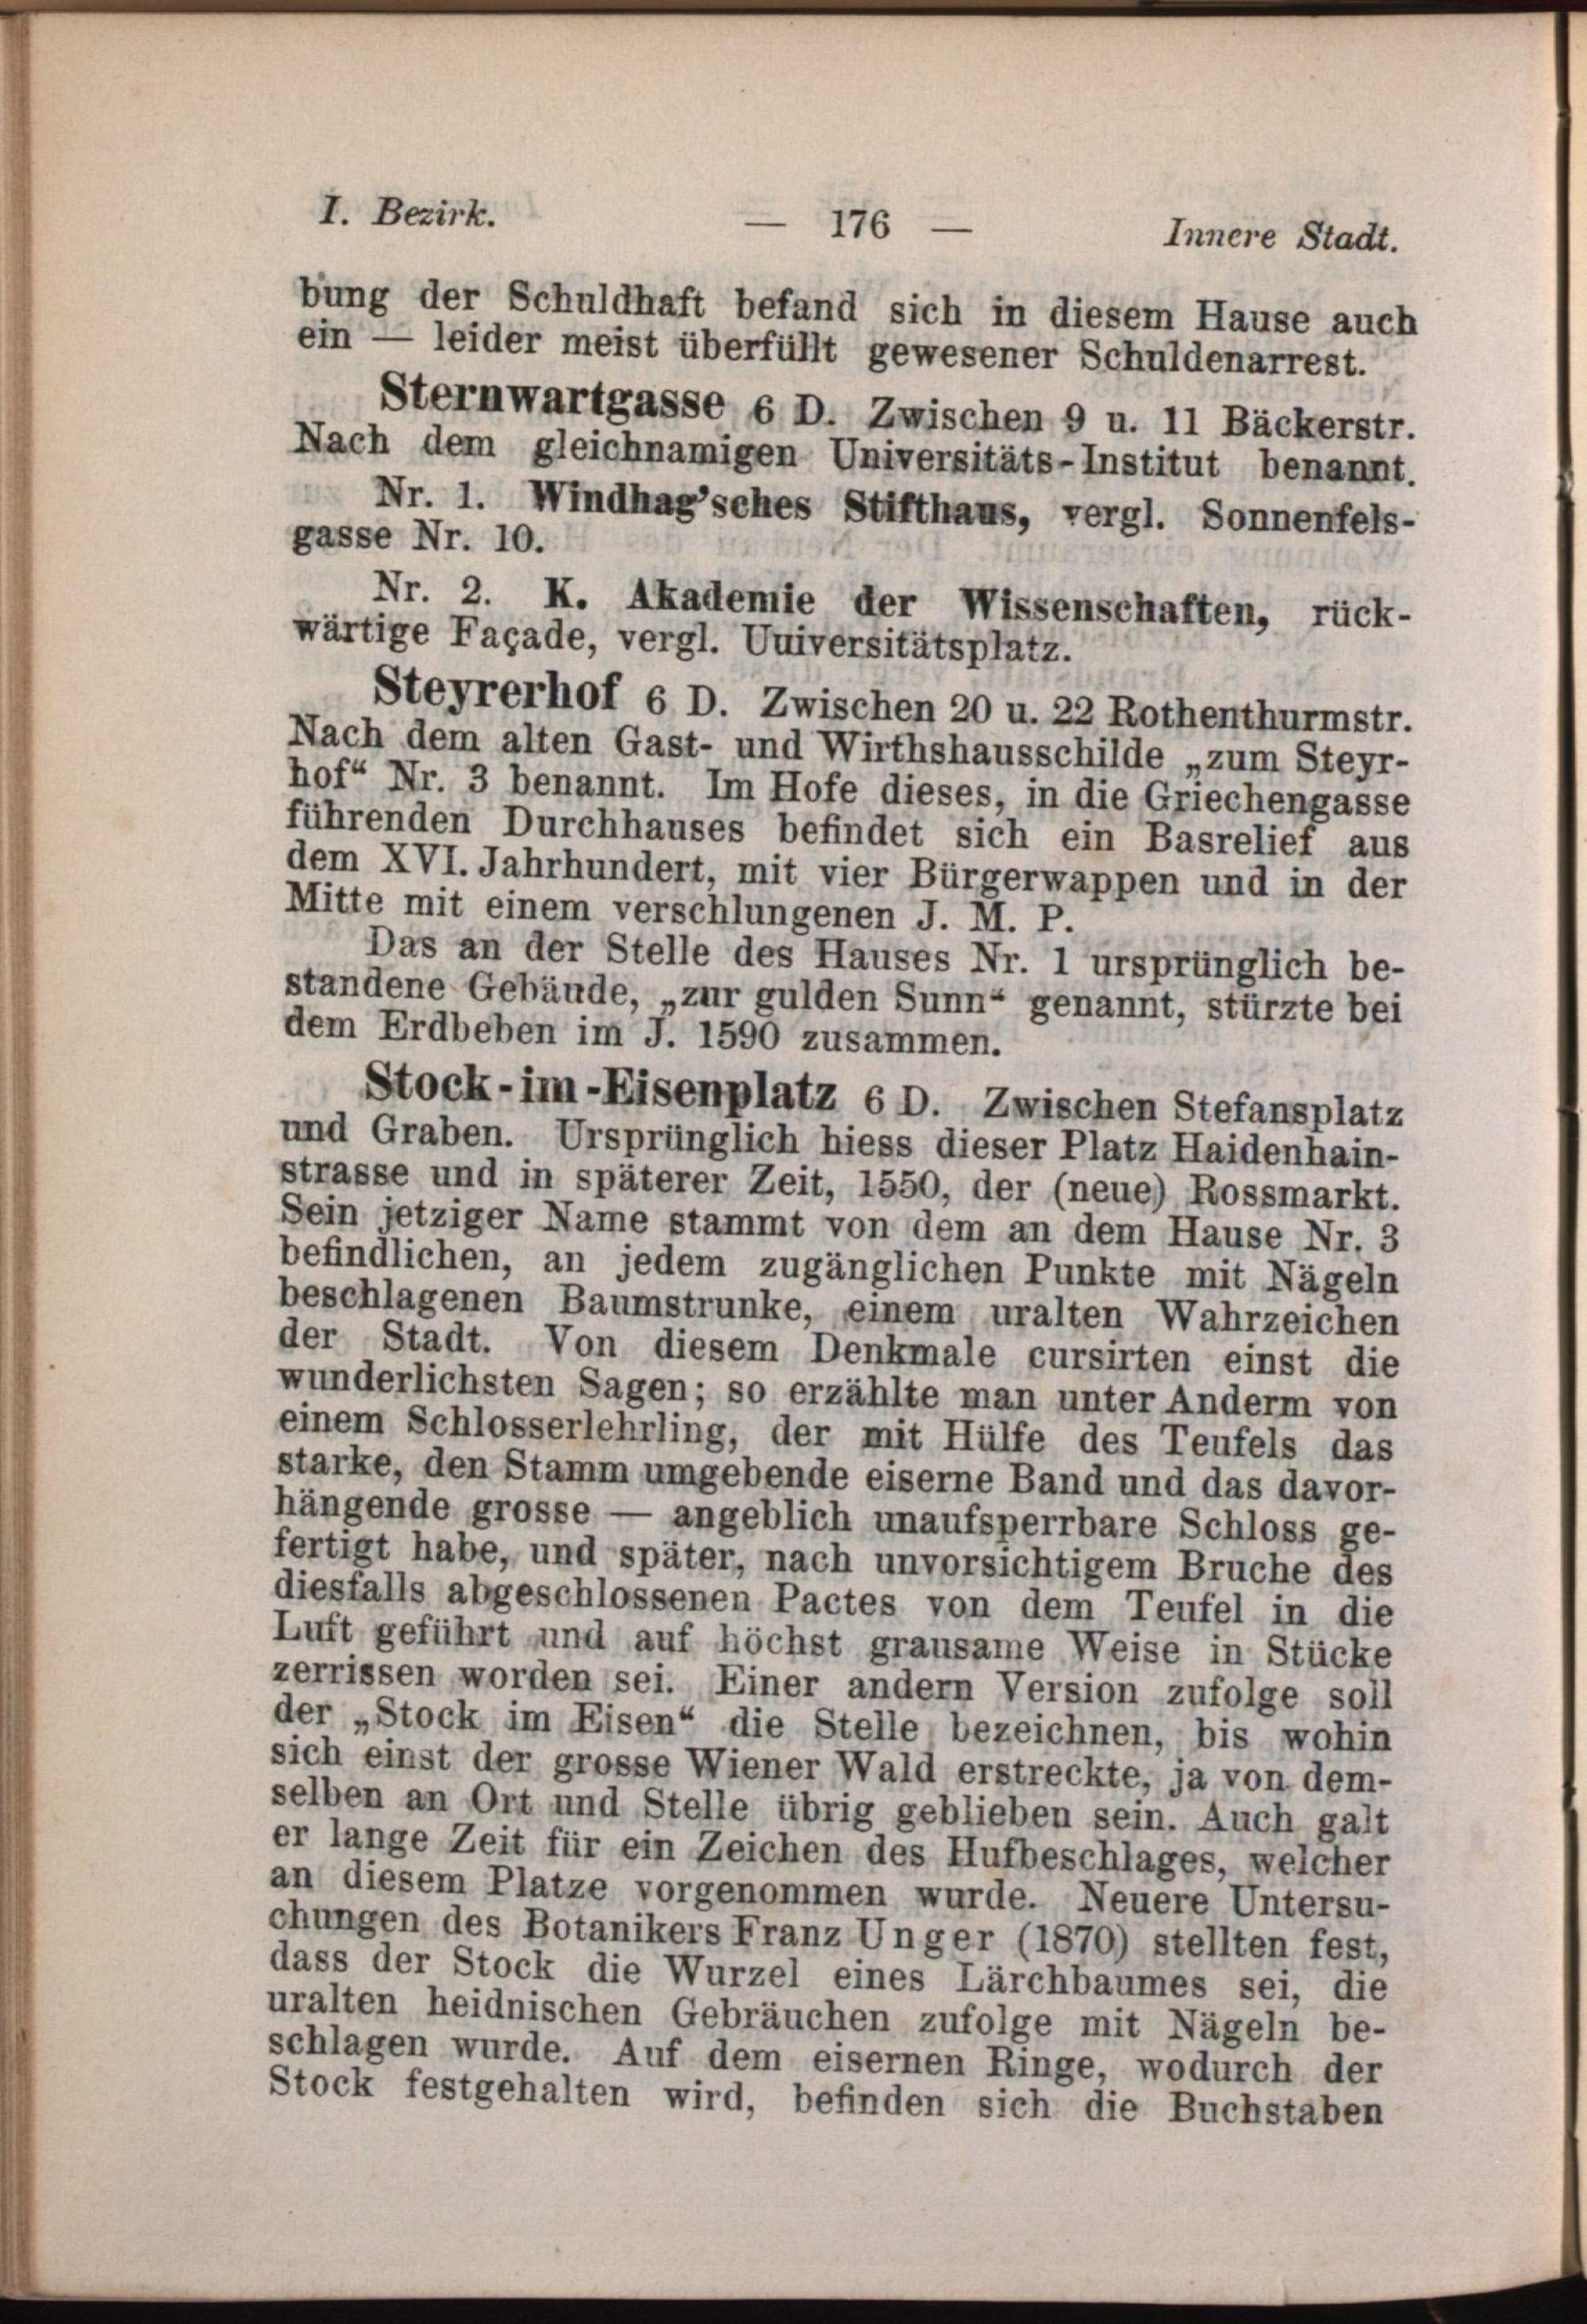 I. Bezirk. — 176 — Innere Stadt.
bung der Schuldhaft befand sich in diesem Hause auch
ein — leider meist überfüllt gewesener Schuldenarrest.
Sternwartgasse 6 D. Zwischen 9 u. 11 Bäckerstr.
Nach dem gleichnamigen Universitäts-Institut benannt.
Nr. 1. Windhag'sches Stifthaus, vergl. Sonnenfels-
gasse Nr. 10.
Nr. 2. K. Akademie der Wissenschaften, rück-
wärtige Façade, vergl. Uuiversitätsplatz.
Steyrerhof 6 D. Zwischen 20 u. 22 Rothenthurmstr.
Nach dem alten Gast- und Wirthshausschilde „zum Steyr-
hof“ Nr. 3 benannt. Im Hofe dieses, in die Griechengasse
führenden Durchhauses befindet sich ein Basrelief aus
dem XVI. Jahrhundert, mit vier Bürgerwappen und in der
Mitte mit einem verschlungenen J. M. P.
Das an der Stelle des Hauses Nr. 1 ursprünglich be-
standene Gebäude, „zur gulden Sunn“ genannt, stürzte bei
dem Erdbeben im J. 1590 zusammen.
Stock-im-Eisenplatz 6 D. Zwischen Stefansplatz
und Graben. Ursprünglich hiess dieser Platz Haidenhain-
strasse und in späterer Zeit, 1550, der (neue) Rossmarkt.
Sein jetziger Name stammt von dem an dem Hause Nr. 3
befindlichen, an jedem zugänglichen Punkte mit Nägeln
beschlagenen Baumstrunke, einem uralten Wahrzeichen
der Stadt. Von diesem Denkmale cursirten einst die
wunderlichsten Sagen; so erzählte man unter Anderm von
einem Schlosserlehrling, der mit Hülfe des Teufels das
starke, den Stamm umgebende eiserne Band und das davor-
hängende grosse — angeblich unaufsperrbare Schloss ge-
fertigt habe, und später, nach unvorsichtigem Bruche des
diesfalls abgeschlossenen Pactes von dem Teufel in die
Luft geführt und auf höchst grausame Weise in Stücke
zerrissen worden sei. Einer andern Version zufolge soll
der „Stock im Eisen“ die Stelle bezeichnen, bis wohin
sich einst der grosse Wiener Wald erstreckte, ja von dem-
selben an Ort und Stelle übrig geblieben sein. Auch galt
er lange Zeit für ein Zeichen des Hufbeschlages, welcher
an diesem Platze vorgenommen wurde. Neuere Untersu-
chungen des Botanikers Franz Unger (1870) stellten fest,
dass der Stock die Wurzel eines Lärchbaumes sei, die
uralten heidnischen Gebräuchen zufolge mit Nägeln be-
schlagen wurde. Auf dem eisernen Ringe, wodurch der
Stock festgehalten wird, befinden sich die Buchstaben